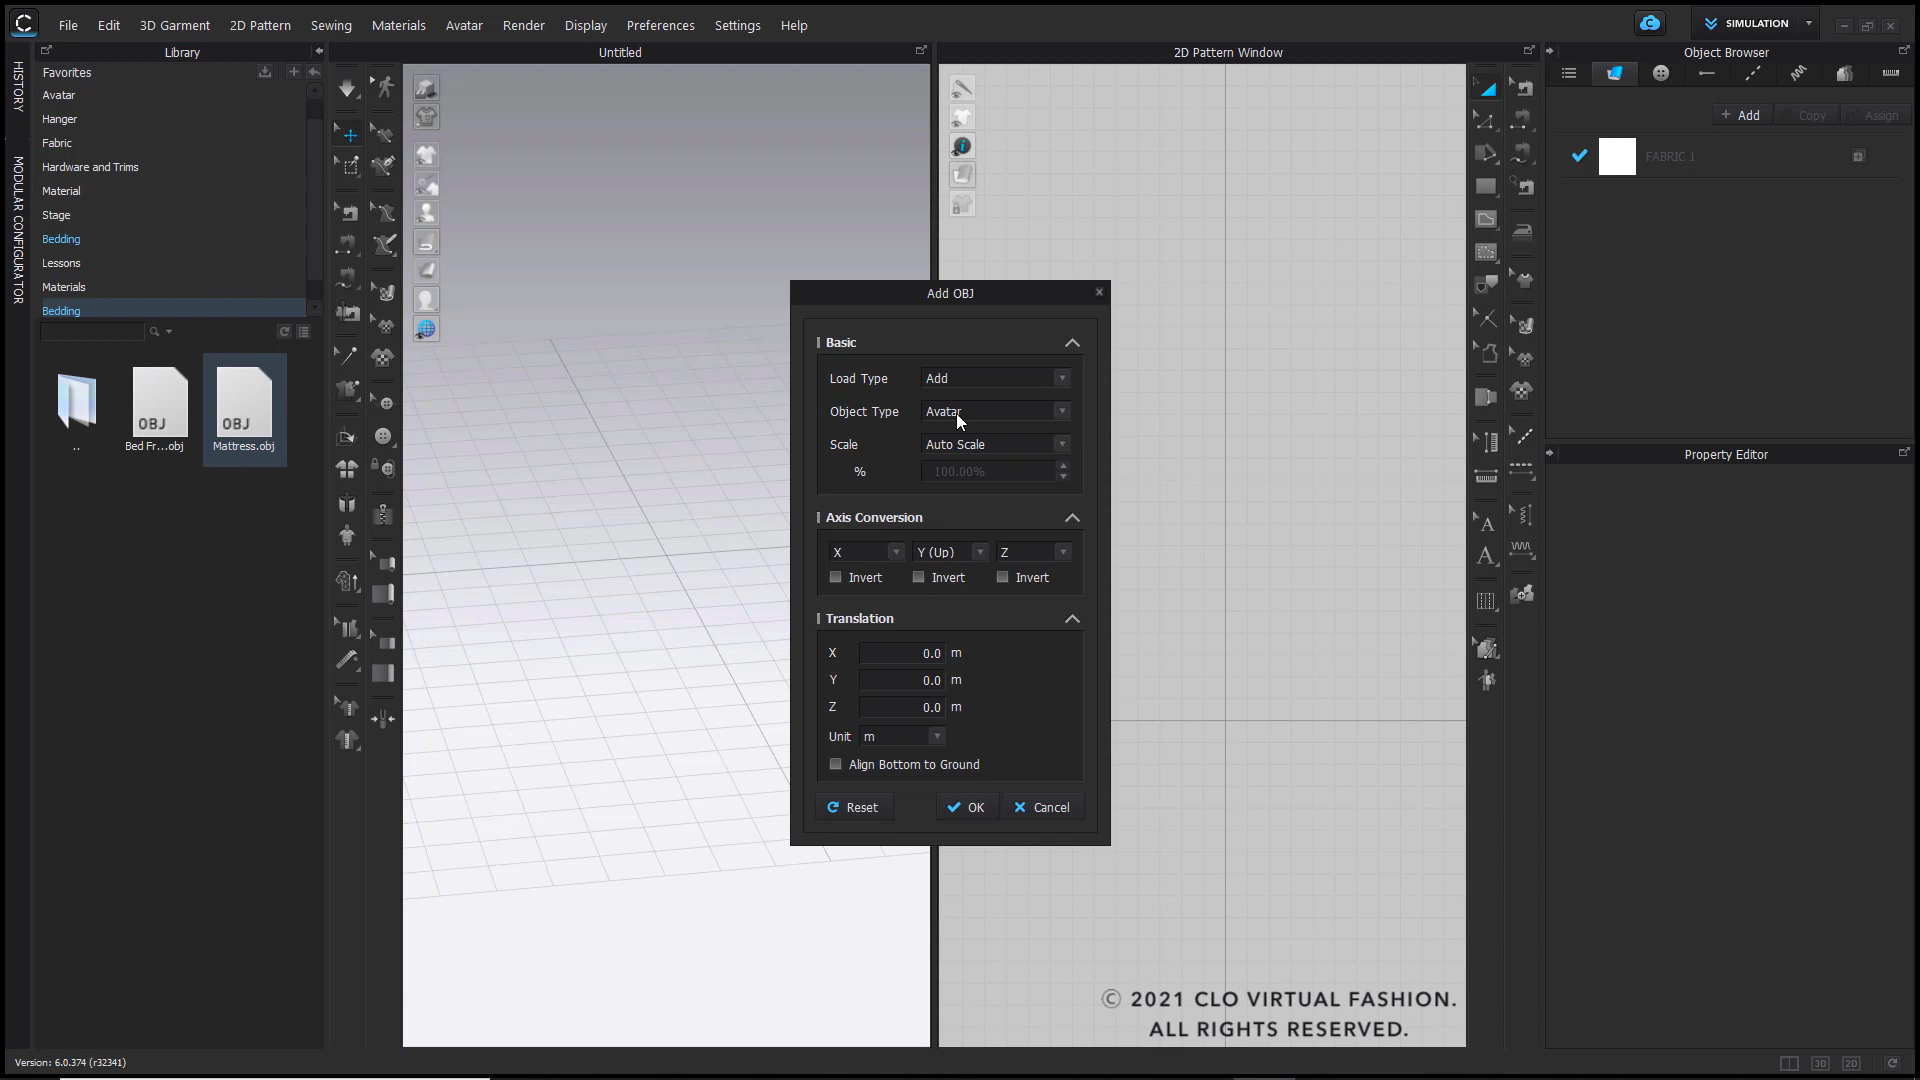 File Edit 3D Garment 2D Pattern Sewing Materials Avatar Render Display Preferences Settings Help SIMULATION
Library Untitled 2D Pattern Window Object Browser
HISTORY
MODULAR CONFIGURATOR
Favorites
Avatar
Hanger
Fabric
Hardware and Trims
Material
Stage
Bedding
Lessons
Materials
Bedding
OBJ OBJ
.. Bed Fr...obj Mattress.obj
+ Add Copy Assign
FABRIC 1
Property Editor
Add OBJ
Basic
Load Type Add
Object Type Avatar
Scale Auto Scale
% 100.00%
Axis Conversion
X Y (Up) Z
Invert Invert Invert
Translation
X 0.0 m
Y 0.0 m
Z 0.0 m
Unit m
Align Bottom to Ground
Reset OK Cancel
A
A
© 2021 CLO VIRTUAL FASHION.
ALL RIGHTS RESERVED.
Version: 6.0.374 (r32341)
3D 2D